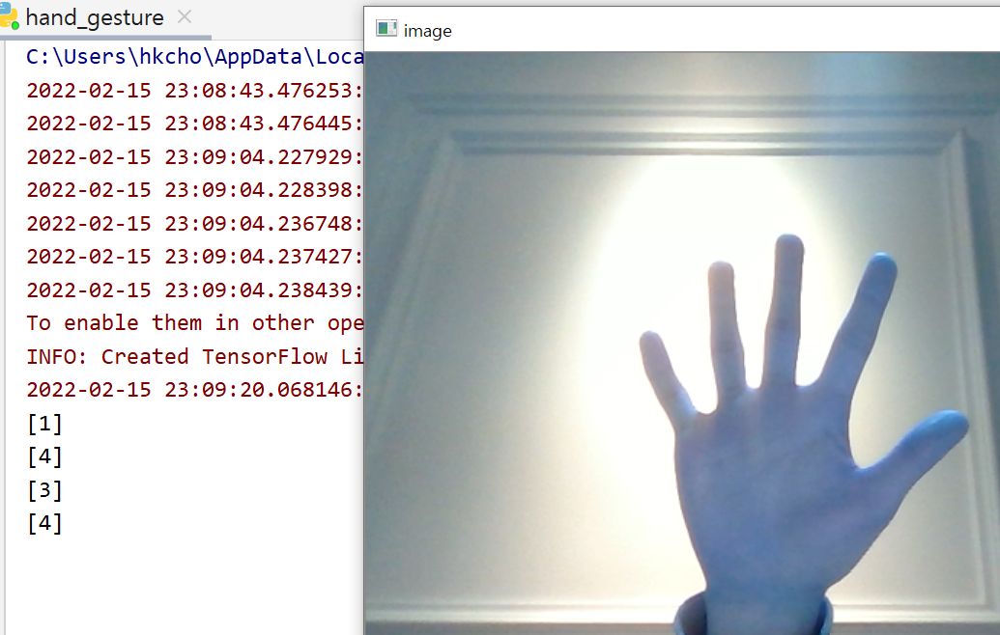 hand_gesture
image
C:\Users\hkcho\AppData\Loca
2022-02-15 23:08:43.476253:
2022-02-15 23:08:43.476445:
2022-02-15 23:09:04.227929:
2022-02-15 23:09:04.228398:
2022-02-15 23:09:04.236748:
2022-02-15 23:09:04.237427:
2022-02-15 23:09:04.238439:
To enable them in other ope
INFO: Created TensorFlow Li
2022-02-15 23:09:20.068146:
[1]
[4]
[3]
[4]